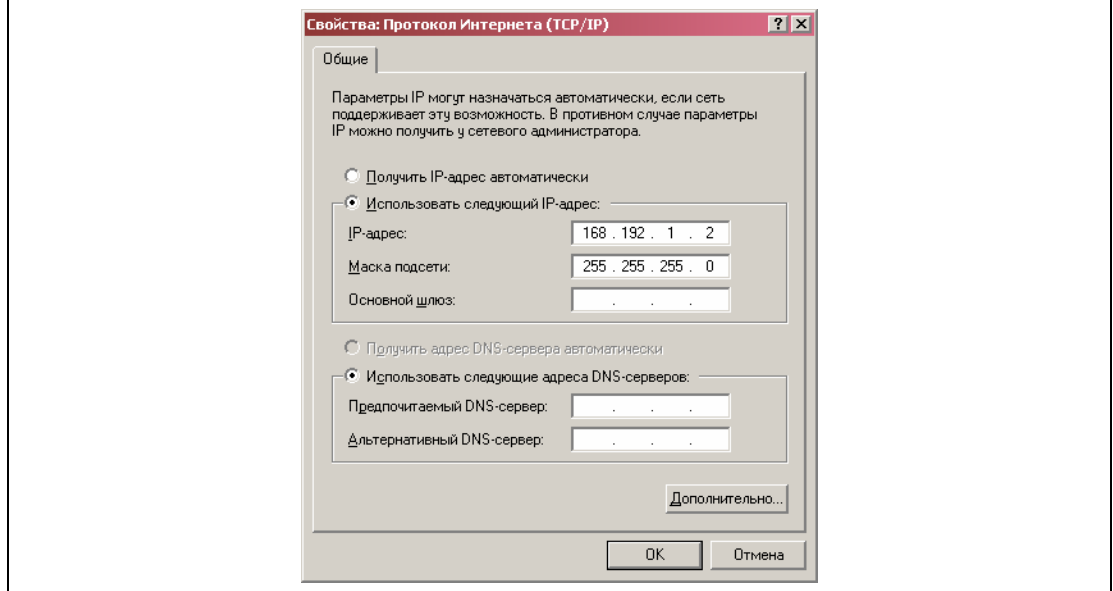 Свойства: Протокол Интернета (TCP/IP)
Общие
Параметры IP могут назначаться автоматически, если сеть
поддерживает эту возможность. В противном случае параметры
IP можно получить у сетевого администратора.
Получить IP-адрес автоматически
Использовать следующий IP-адрес:
IP-адрес: 168 . 192 . 1 . 2
Маска подсети: 255 . 255 . 255 . 0
Основной шлюз: . . .
Получить адрес DNS-сервера автоматически
Использовать следующие адреса DNS-серверов:
Предпочитаемый DNS-сервер: . . .
Альтернативный DNS-сервер: . . .
Дополнительно...
OK Отмена